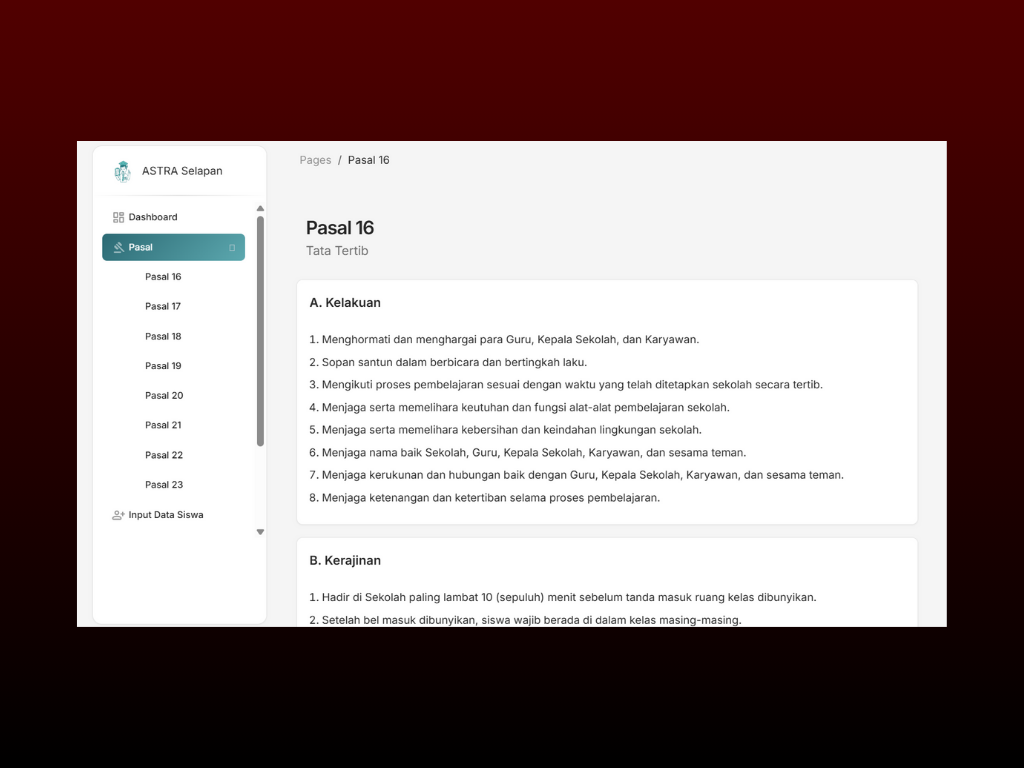 ASTRA Selapan
Dashboard
Pasal
Pasal 16
Pasal 17
Pasal 18
Pasal 19
Pasal 20
Pasal 21
Pasal 22
Pasal 23
Input Data Siswa
Pages / Pasal 16
Pasal 16
Tata Tertib
A. Kelakuan
1. Menghormati dan menghargai para Guru, Kepala Sekolah, dan Karyawan.
2. Sopan santun dalam berbicara dan bertingkah laku.
3. Mengikuti proses pembelajaran sesuai dengan waktu yang telah ditetapkan sekolah secara tertib.
4. Menjaga serta memelihara keutuhan dan fungsi alat-alat pembelajaran sekolah.
5. Menjaga serta memelihara kebersihan dan keindahan lingkungan sekolah.
6. Menjaga nama baik Sekolah, Guru, Kepala Sekolah, Karyawan, dan sesama teman.
7. Menjaga kerukunan dan hubungan baik dengan Guru, Kepala Sekolah, Karyawan, dan sesama teman.
8. Menjaga ketenangan dan ketertiban selama proses pembelajaran.
B. Kerajinan
1. Hadir di Sekolah paling lambat 10 (sepuluh) menit sebelum tanda masuk ruang kelas dibunyikan.
2. Setelah bel masuk dibunyikan, siswa wajib berada di dalam kelas masing-masing.